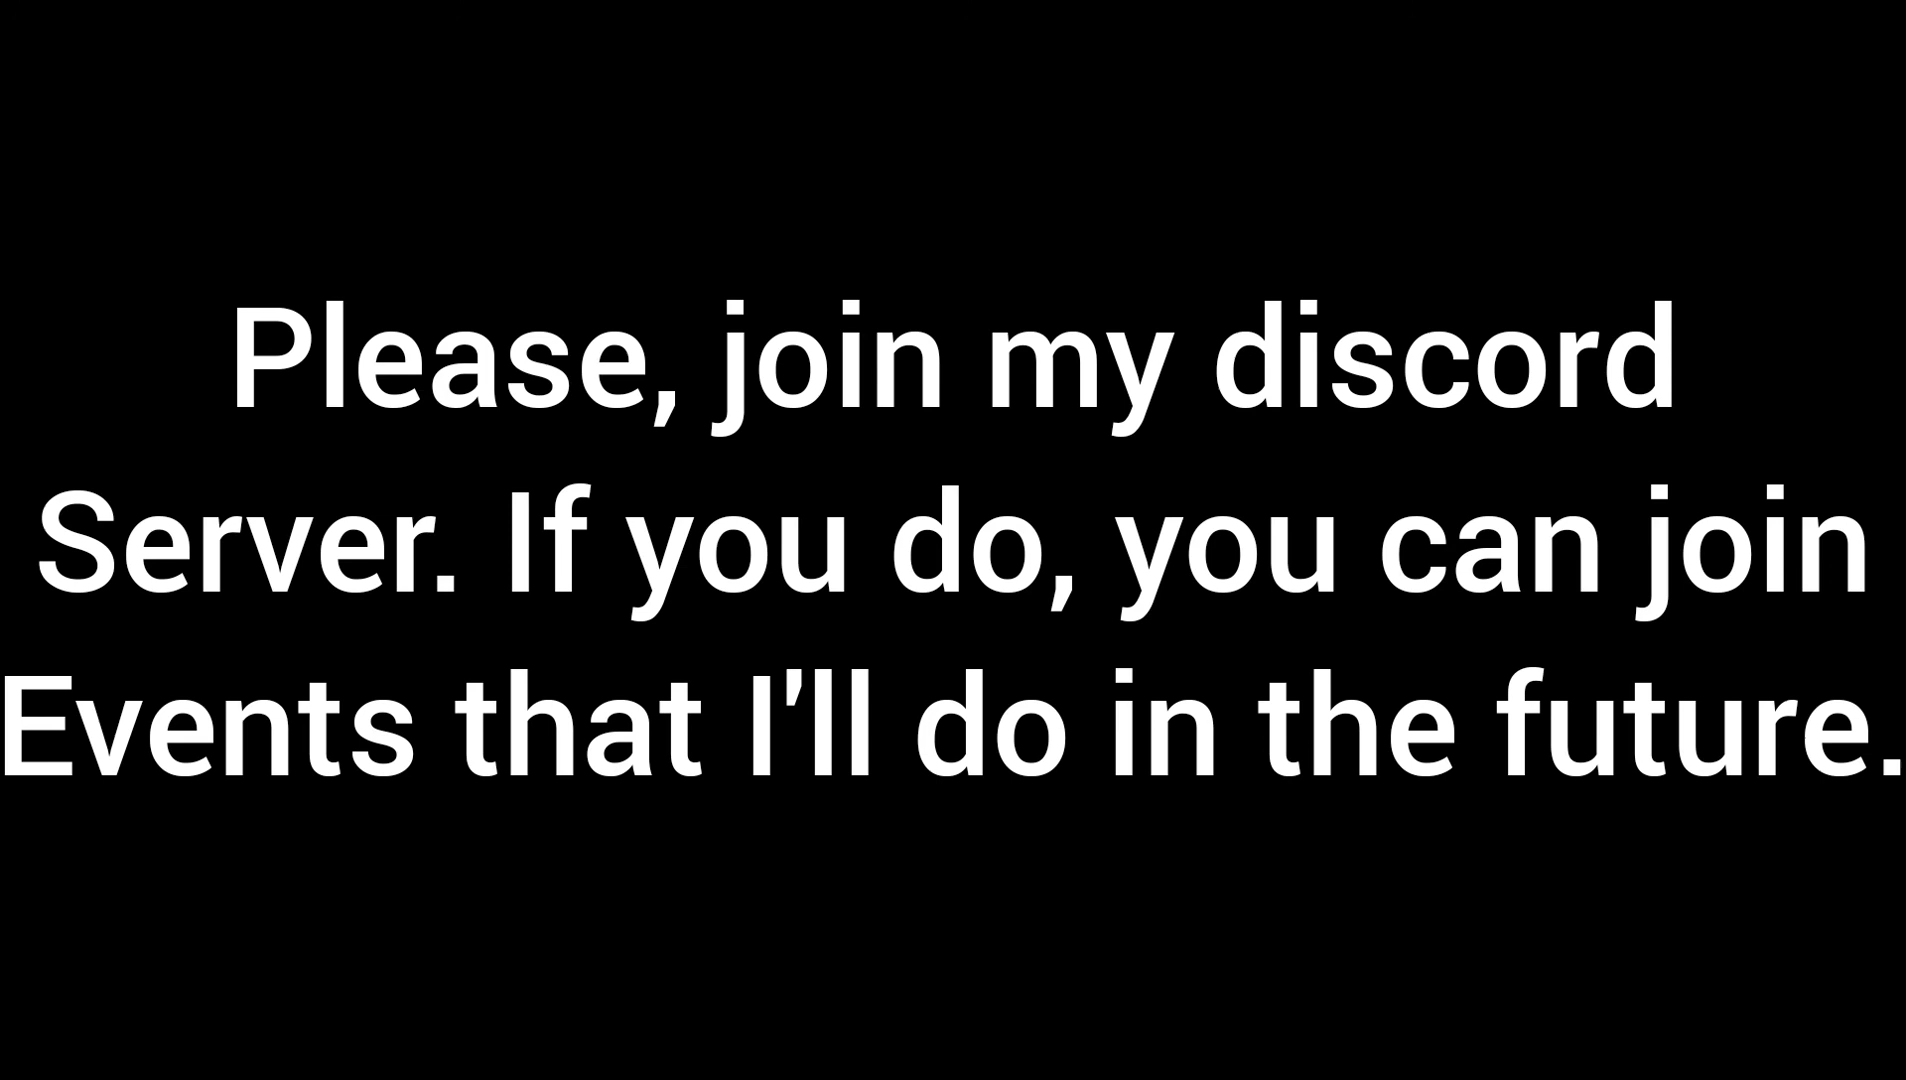 Please, join my discord
Server. If you do, you can join
Events that I'll do in the future.